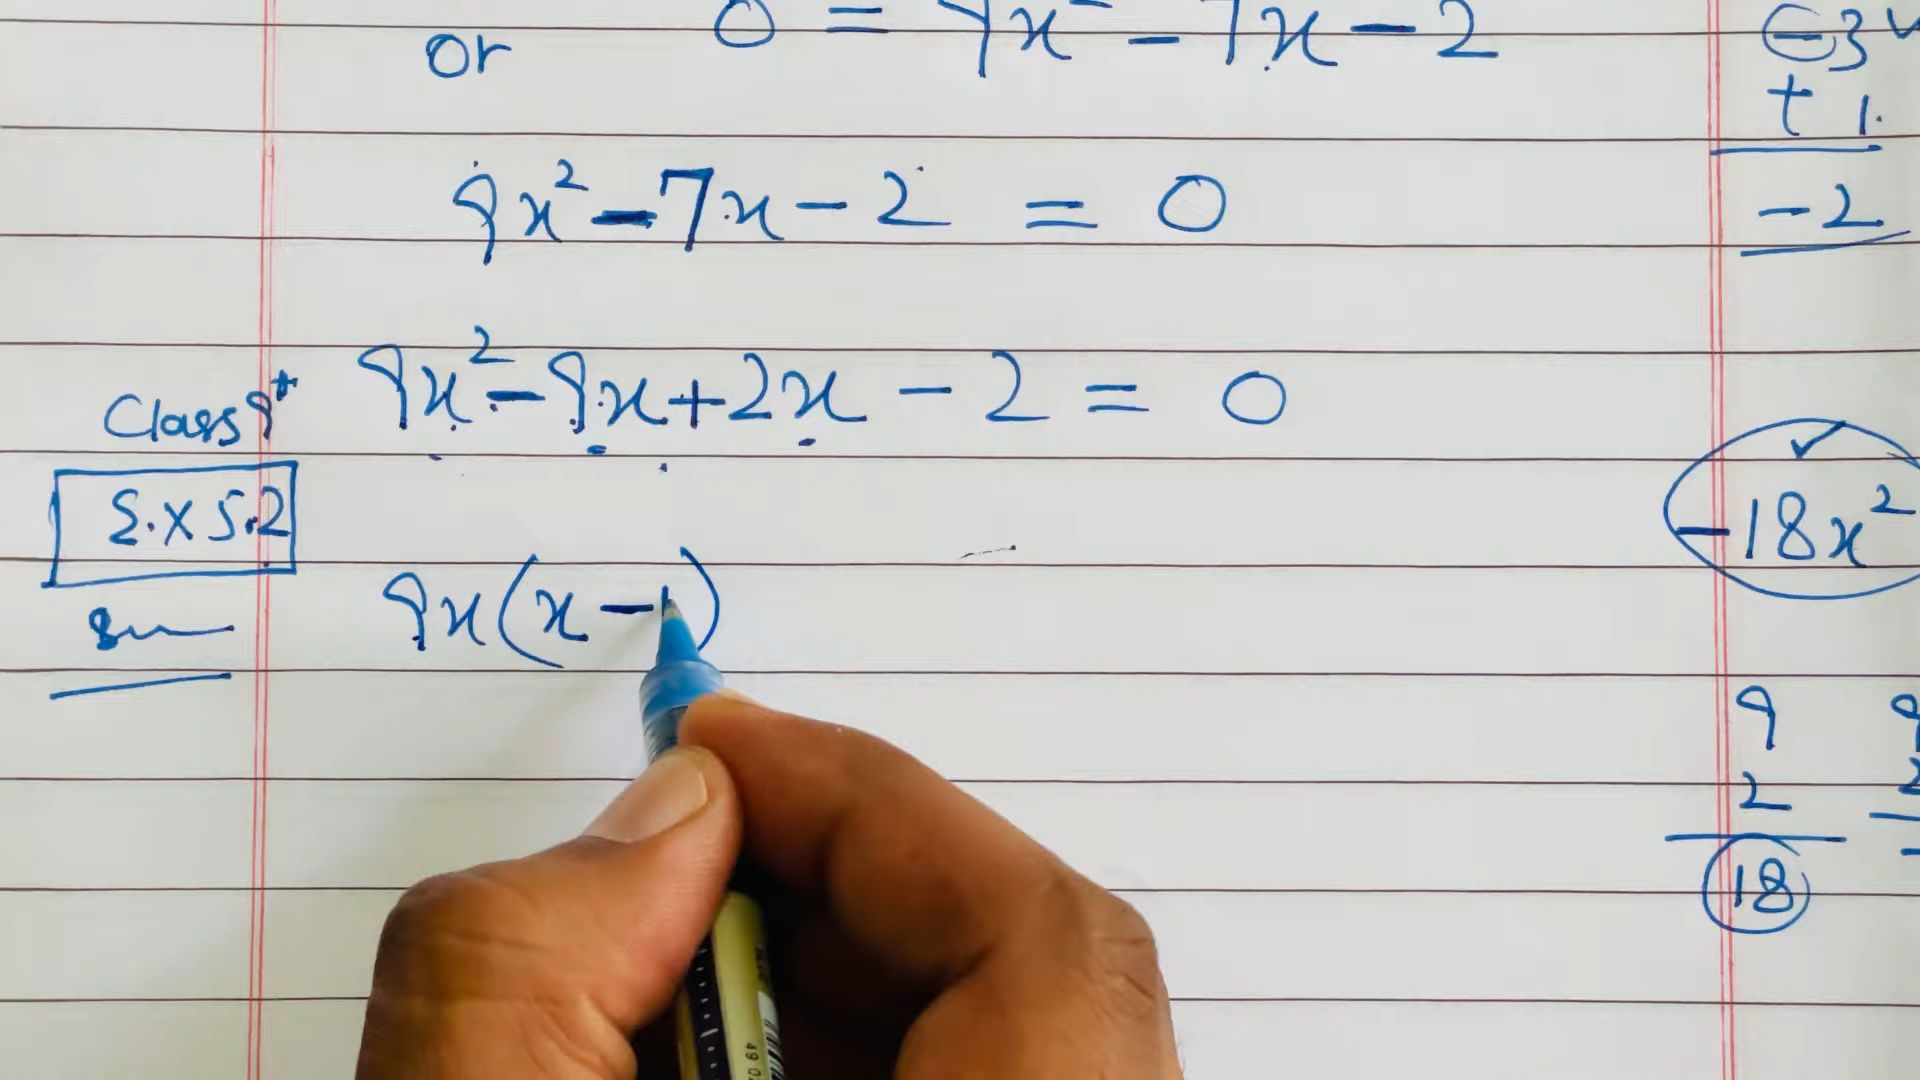 or 0 = 9x² - 7x - 2
9x² - 7x - 2 = 0
9x² - 9x + 2x - 2 = 0
9x(x - 1)
Class 9th
E.X 5.2
-3
+ 1.
-2
✓
-18x²
9
2
18
49